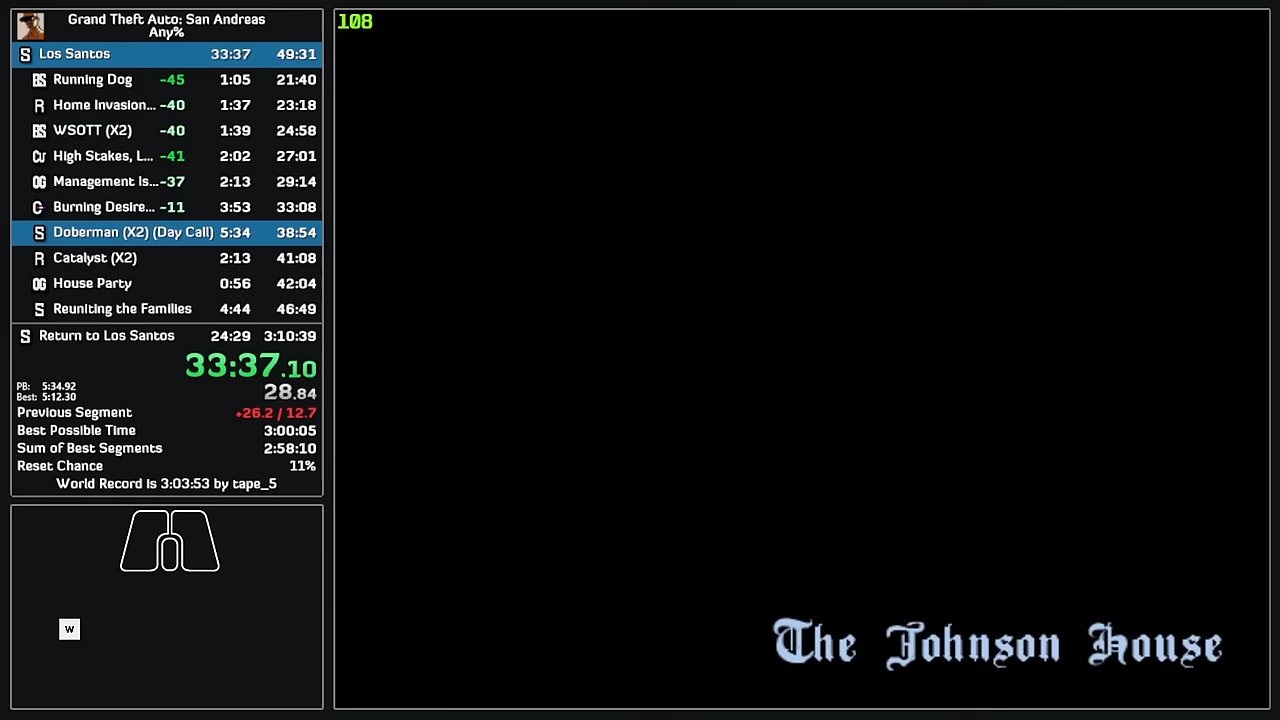 Grand Theft Auto: San Andreas
Any%
S Los Santos 33:37 49:31
BS Running Dog -45 1:05 21:40
R Home Invasion... -40 1:37 23:18
BS WSOTT (X2) -40 1:39 24:58
Cr High Stakes, L... -41 2:02 27:01
OG Management Is... -37 2:13 29:14
C Burning Desire... -11 3:53 33:08
S Doberman (X2) (Day Call) 5:34 38:54
R Catalyst (X2) 2:13 41:08
OG House Party 0:56 42:04
S Reuniting the Families 4:44 46:49
S Return to Los Santos 24:29 3:10:39
33:37.10
PB: 5:34.92
Best: 5:12.30
28.84
Previous Segment +26.2 / 12.7
Best Possible Time 3:00:05
Sum of Best Segments 2:58:10
Reset Chance 11%
World Record is 3:03:53 by tape_5
W
108
The Johnson House